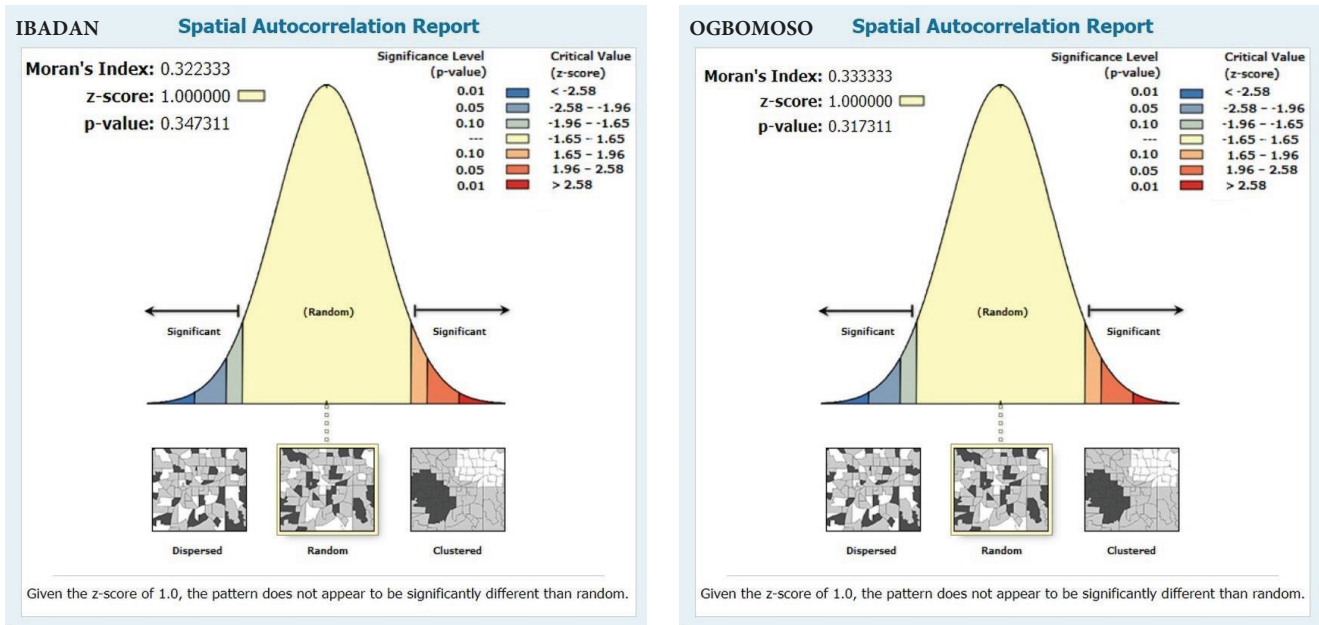 IBADAN
Spatial Autocorrelation Report
Moran's Index: 0.322333
z-score: 1.000000
p-value: 0.347311
Significance Level
(p-value)
Critical Value
(z-score)
0.01 < -2.58
0.05 -2.58 - -1.96
0.10 -1.96 - -1.65
--- -1.65 - 1.65
0.10 1.65 - 1.96
0.05 1.96 - 2.58
0.01 > 2.58
(Random)
Significant
Significant
Dispersed
Random
Clustered
Given the z-score of 1.0, the pattern does not appear to be significantly different than random.
OGBOMOSO
Spatial Autocorrelation Report
Moran's Index: 0.333333
z-score: 1.000000
p-value: 0.317311
Significance Level
(p-value)
Critical Value
(z-score)
0.01 < -2.58
0.05 -2.58 - -1.96
0.10 -1.96 - -1.65
--- -1.65 - 1.65
0.10 1.65 - 1.96
0.05 1.96 - 2.58
0.01 > 2.58
(Random)
Significant
Significant
Dispersed
Random
Clustered
Given the z-score of 1.0, the pattern does not appear to be significantly different than random.